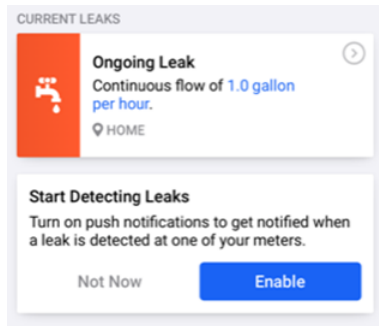 CURRENT LEAKS
Ongoing Leak
Continuous flow of 1.0 gallon
per hour.
HOME
Start Detecting Leaks
Turn on push notifications to get notified when
a leak is detected at one of your meters.
Not Now Enable